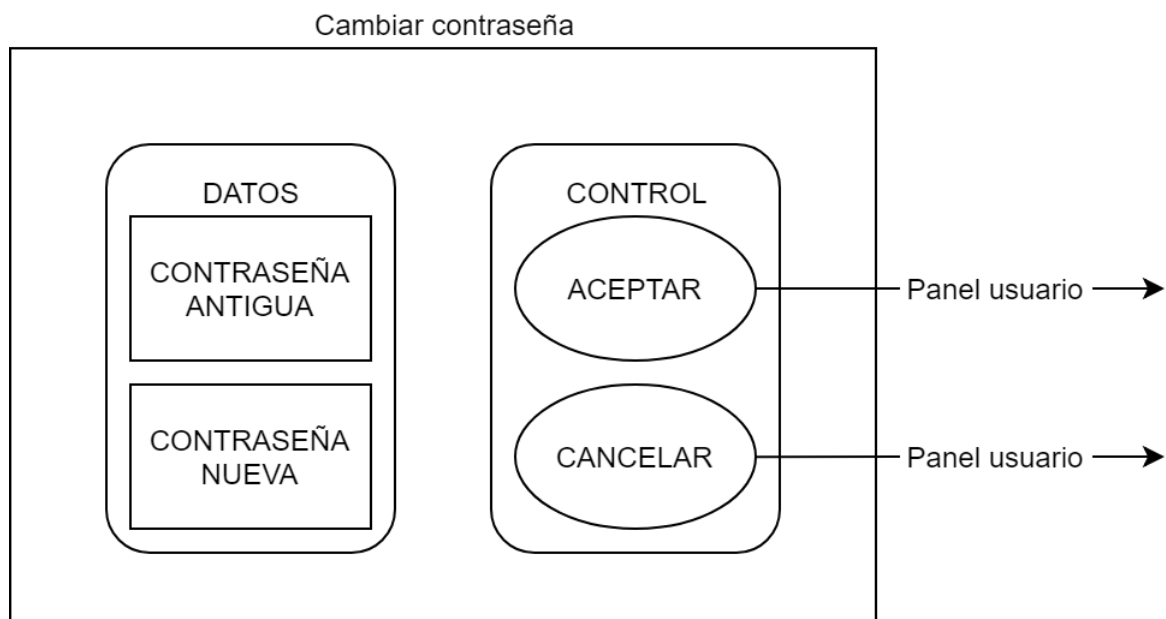 Cambiar contraseña
DATOS
CONTRASEÑA
ANTIGUA
CONTRASEÑA
NUEVA
CONTROL
ACEPTAR
CANCELAR
Panel usuario
Panel usuario